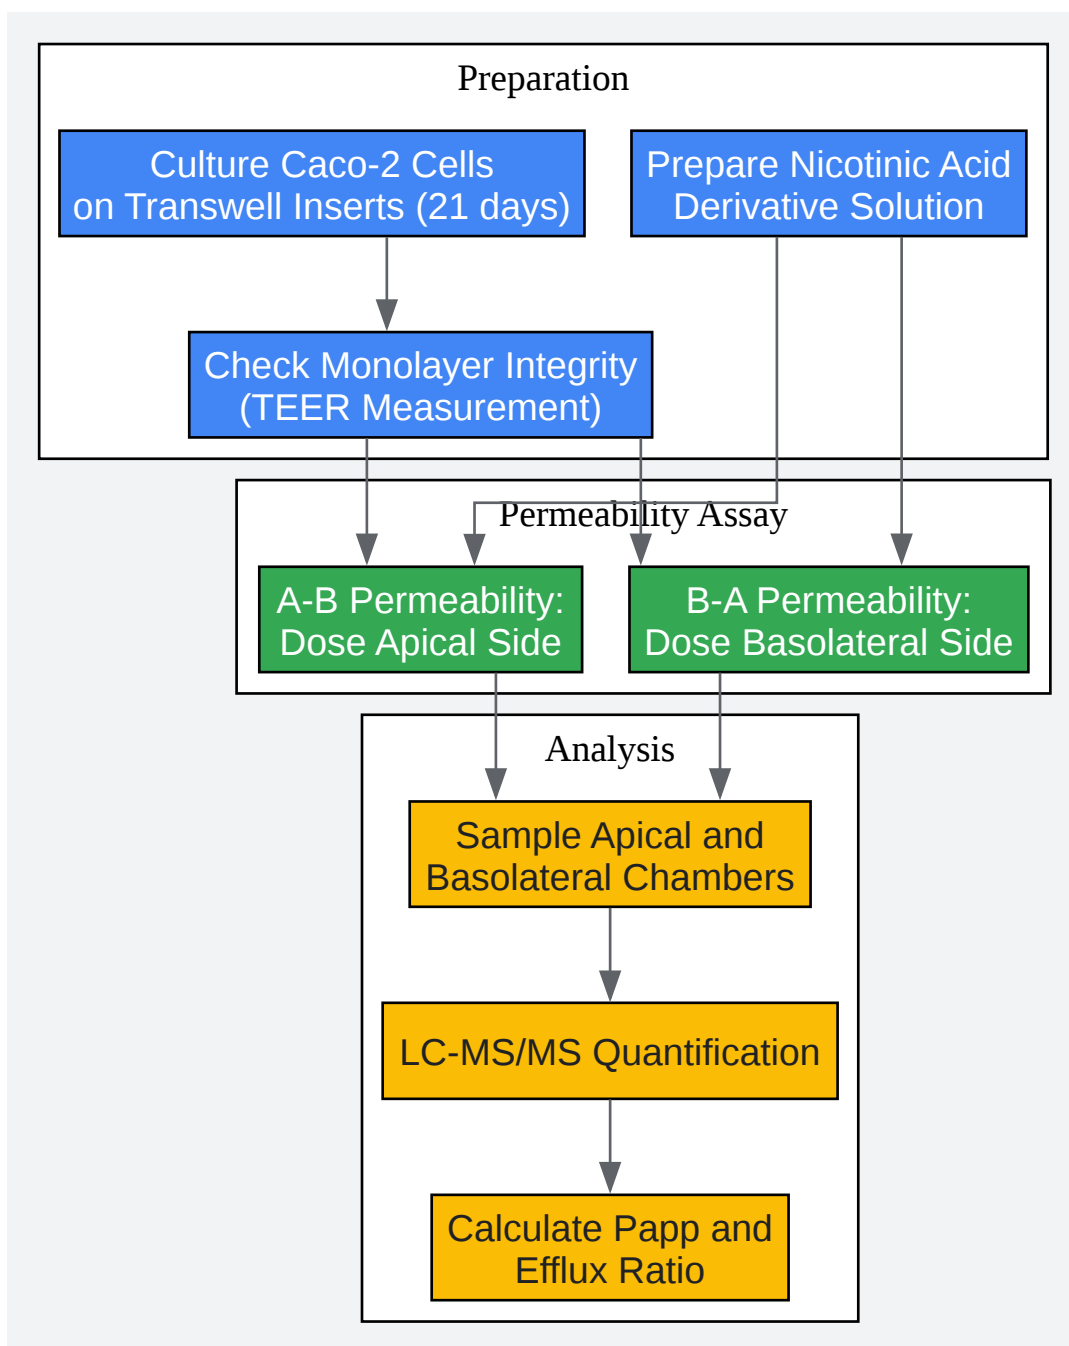 Preparation
Culture Caco-2 Cells
on Transwell Inserts (21 days)
Prepare Nicotinic Acid
Derivative Solution
Check Monolayer Integrity
(TEER Measurement)
Permeability Assay
A-B Permeability:
Dose Apical Side
B-A Permeability:
Dose Basolateral Side
Analysis
Sample Apical and
Basolateral Chambers
LC-MS/MS Quantification
Calculate Papp and
Efflux Ratio